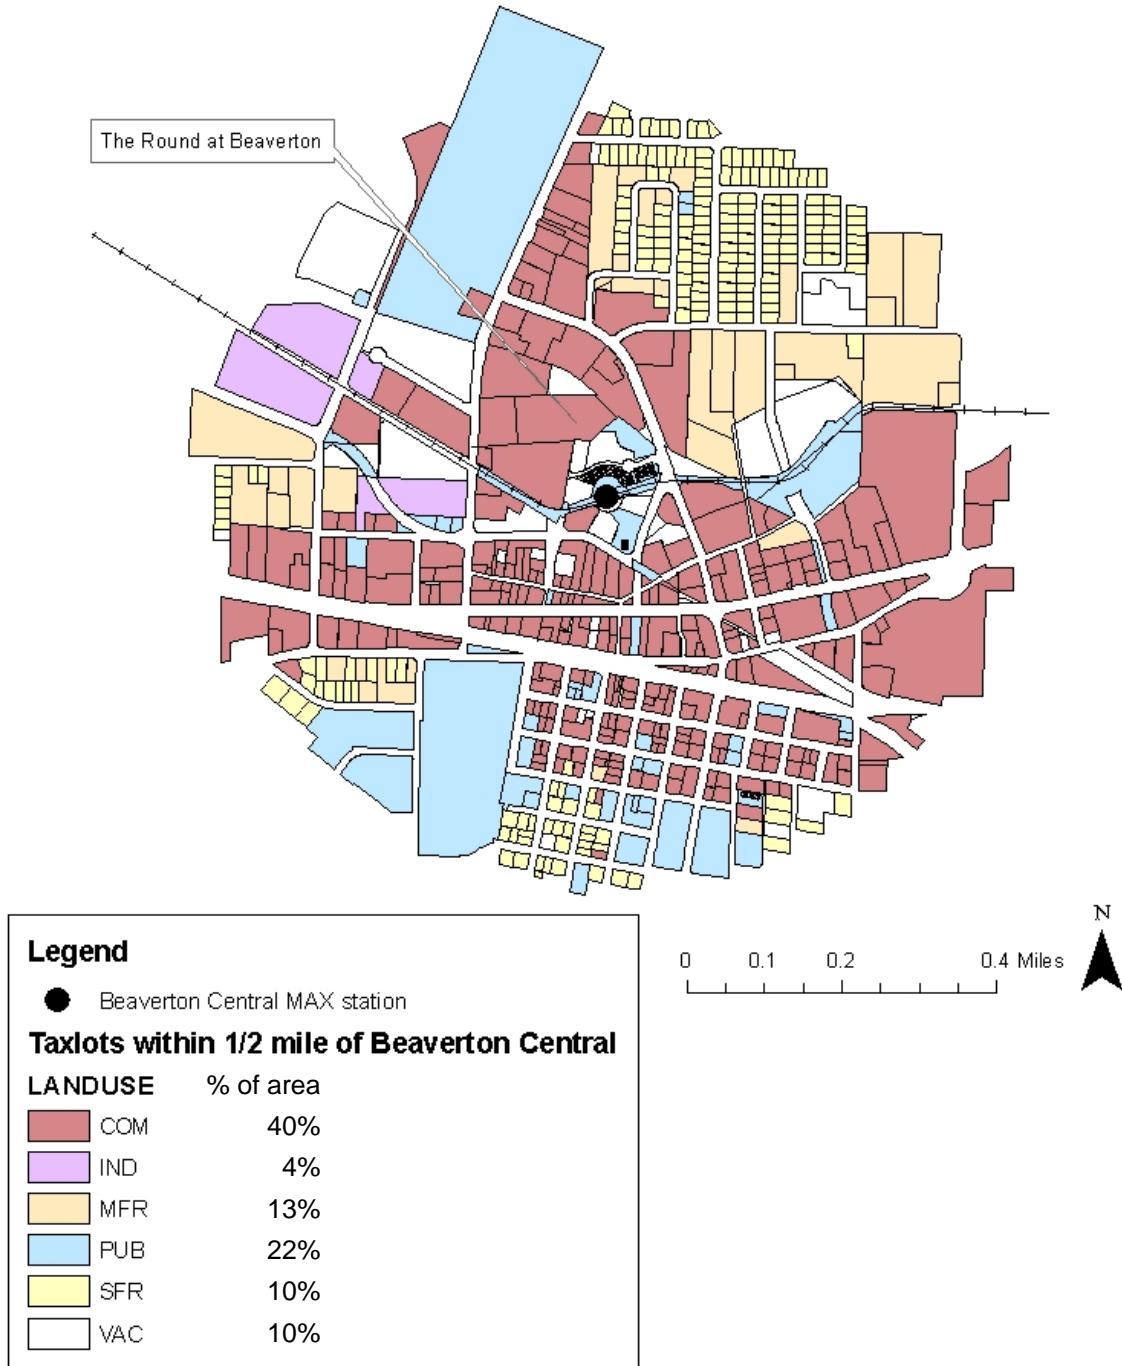 The Round at Beaverton
N
0 0.1 0.2 0.4 Miles
Legend
Beaverton Central MAX station
Taxlots within 1/2 mile of Beaverton Central
LANDUSE % of area
COM 40%
IND 4%
MFR 13%
PUB 22%
SFR 10%
VAC 10%